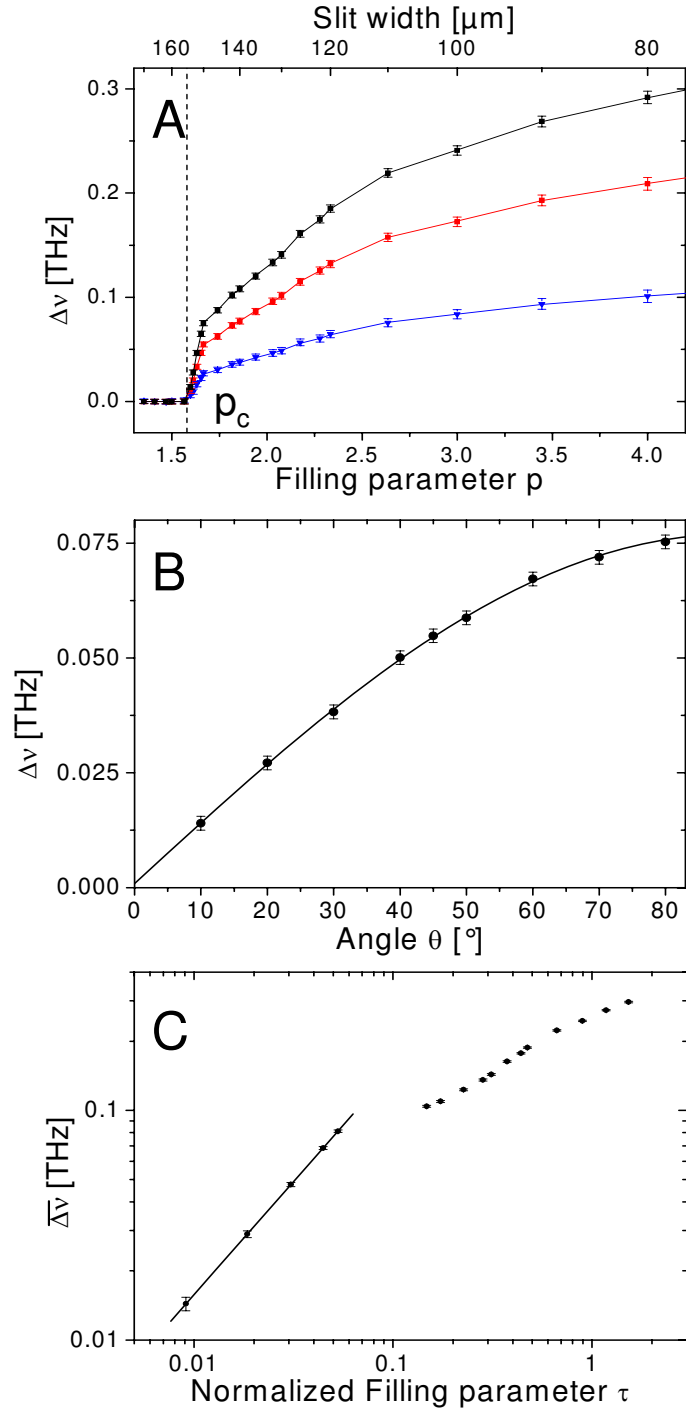 Slit width [µm]
160 140 120 100 80
A
0.3
0.2
0.1
0.0
Δν [THz]
p_c
1.5 2.0 2.5 3.0 3.5 4.0
Filling parameter p
B
0.075
0.050
0.025
0.000
Δν [THz]
0 10 20 30 40 50 60 70 80
Angle θ [°]
C
0.1
0.01
Δ̅ν̅ [THz]
0.01 0.1 1
Normalized Filling parameter τ